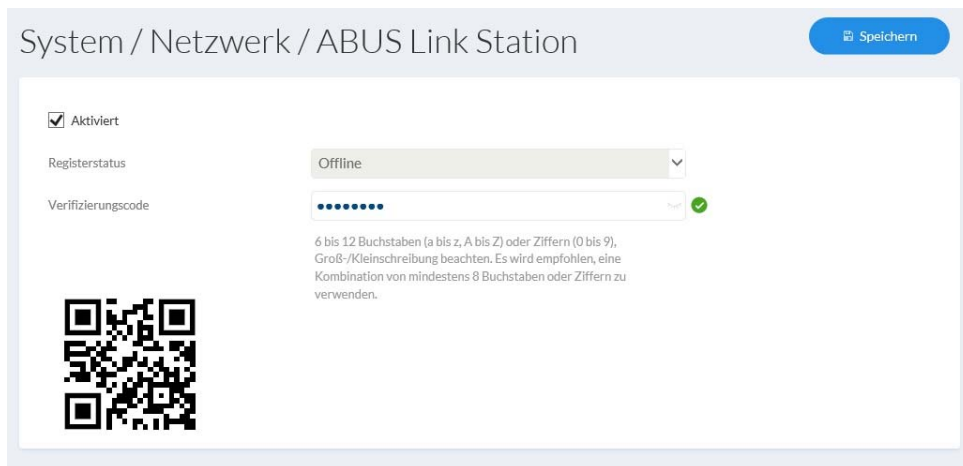 System / Netzwerk / ABUS Link Station
Speichern
Aktiviert
Registerstatus
Offline
Verifizierungscode
••••••••
6 bis 12 Buchstaben (a bis z, A bis Z) oder Ziffern (0 bis 9),
Groß-/Kleinschreibung beachten. Es wird empfohlen, eine
Kombination von mindestens 8 Buchstaben oder Ziffern zu
verwenden.